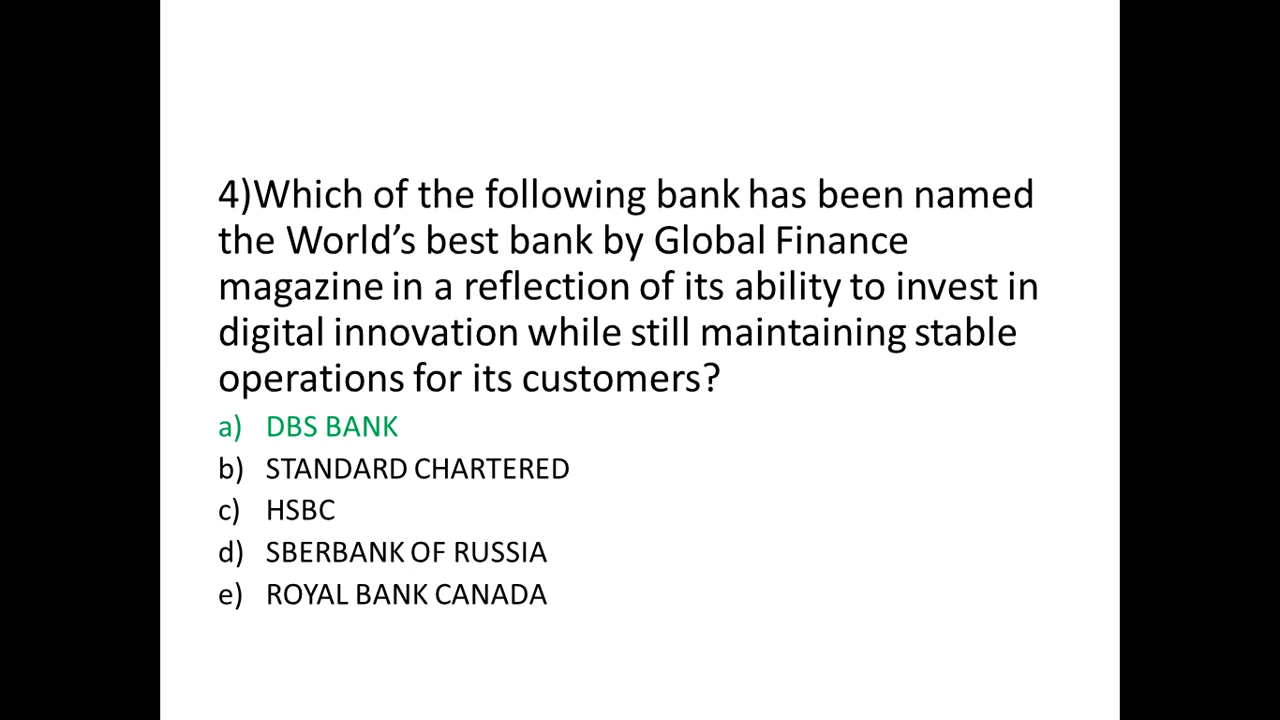 4)Which of the following bank has been named
the World’s best bank by Global Finance
magazine in a reflection of its ability to invest in
digital innovation while still maintaining stable
operations for its customers?
a) DBS BANK
b) STANDARD CHARTERED
c) HSBC
d) SBERBANK OF RUSSIA
e) ROYAL BANK CANADA